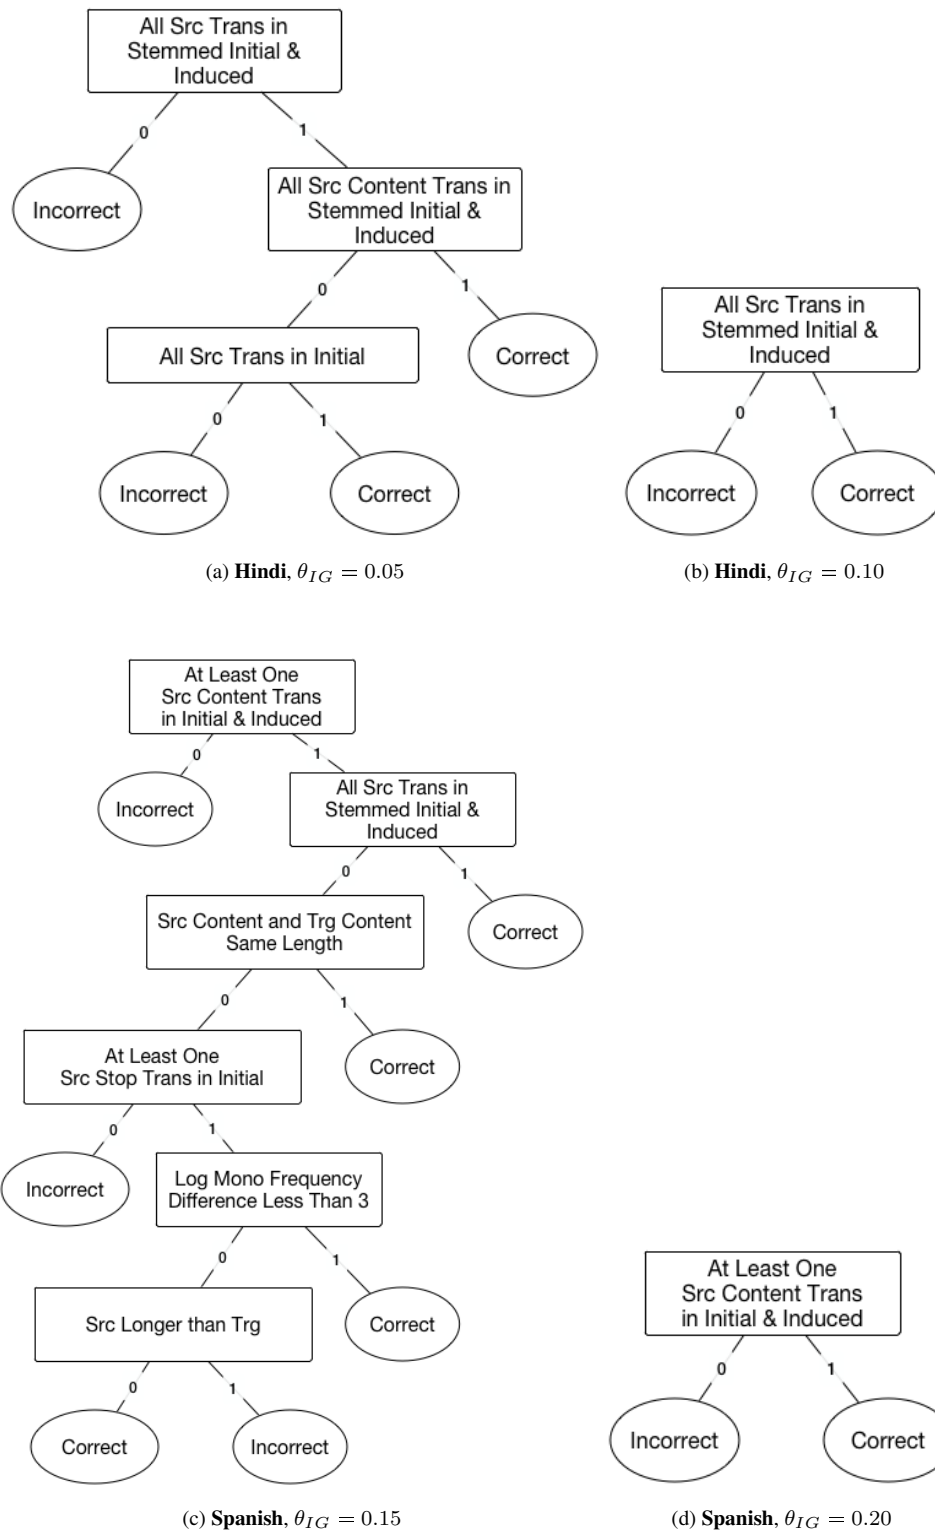 All Src Trans in
Stemmed Initial &
Induced
0
1
Incorrect
All Src Content Trans in
Stemmed Initial &
Induced
0
1
All Src Trans in Initial
Correct
0
1
Incorrect
Correct
(a) Hindi, θIG = 0.05
All Src Trans in
Stemmed Initial &
Induced
0
1
Incorrect
Correct
(b) Hindi, θIG = 0.10
At Least One
Src Content Trans
in Initial & Induced
0
1
Incorrect
All Src Trans in
Stemmed Initial &
Induced
0
1
Src Content and Trg Content
Same Length
Correct
0
1
At Least One
Src Stop Trans in Initial
Correct
0
1
Incorrect
Log Mono Frequency
Difference Less Than 3
0
1
Src Longer than Trg
Correct
0
1
Correct
Incorrect
(c) Spanish, θIG = 0.15
At Least One
Src Content Trans
in Initial & Induced
0
1
Incorrect
Correct
(d) Spanish, θIG = 0.20